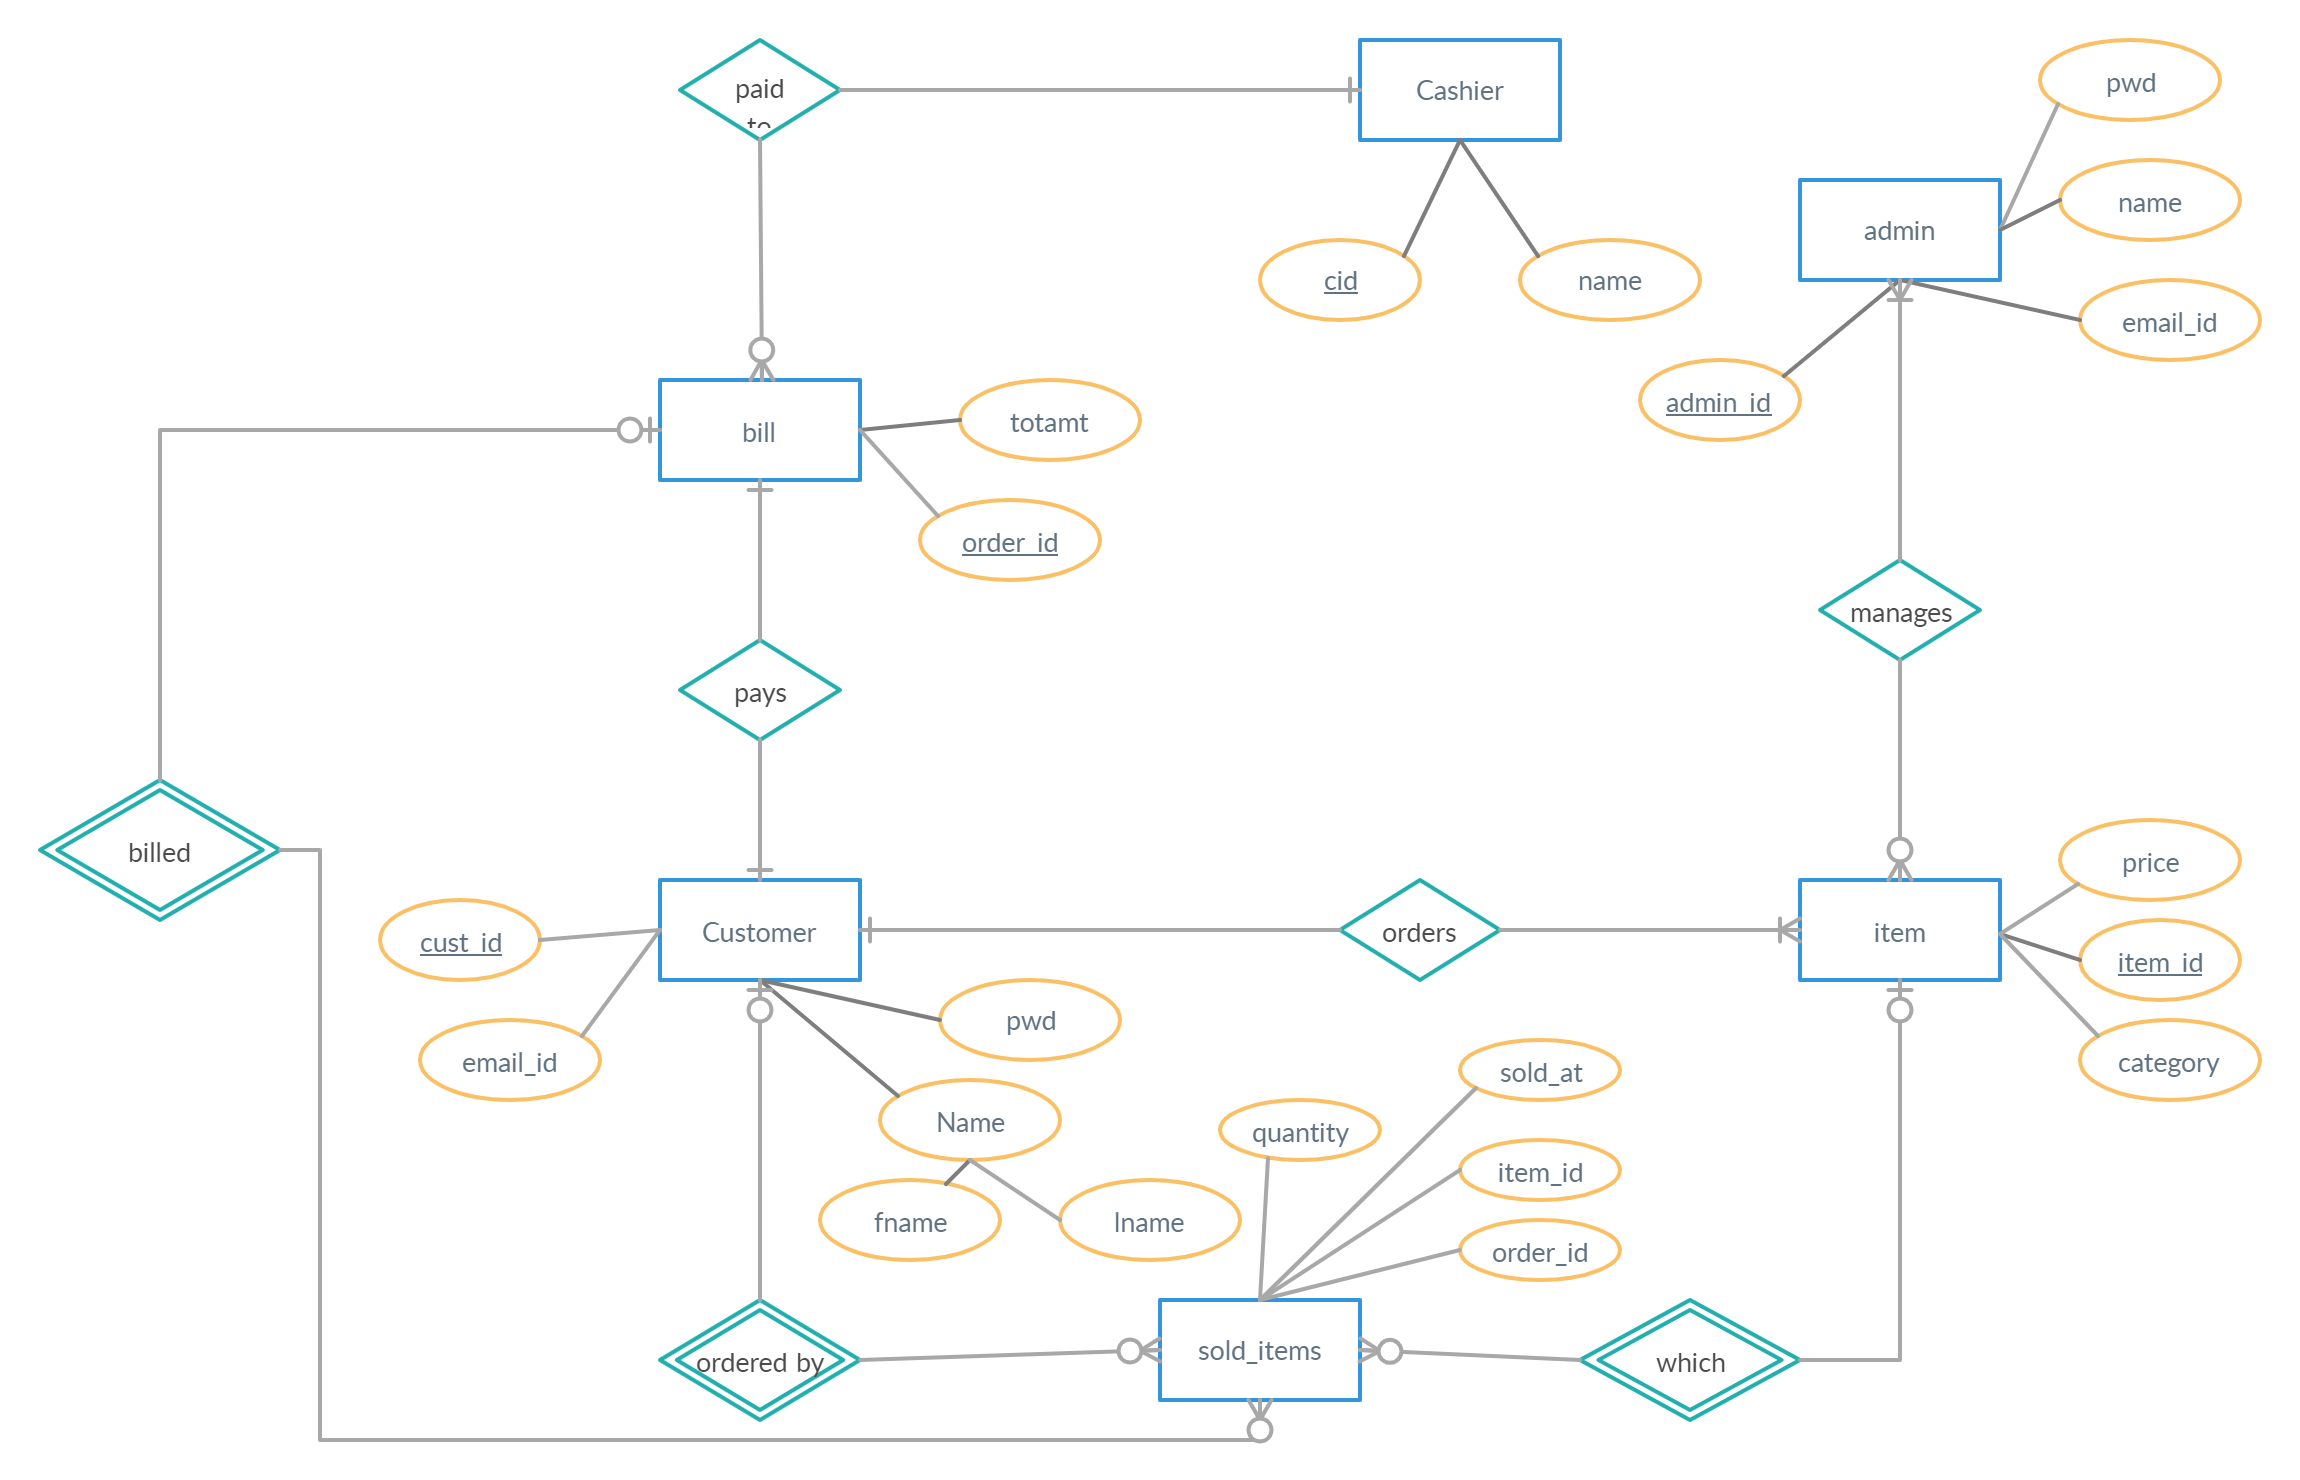 paid
to
Cashier
pwd
name
admin
cid
name
email_id
admin_id
totamt
bill
order_id
manages
pays
billed
price
cust_id
Customer
orders
item
item_id
email_id
pwd
category
sold_at
Name
quantity
item_id
fname
lname
order_id
sold_items
ordered by
which